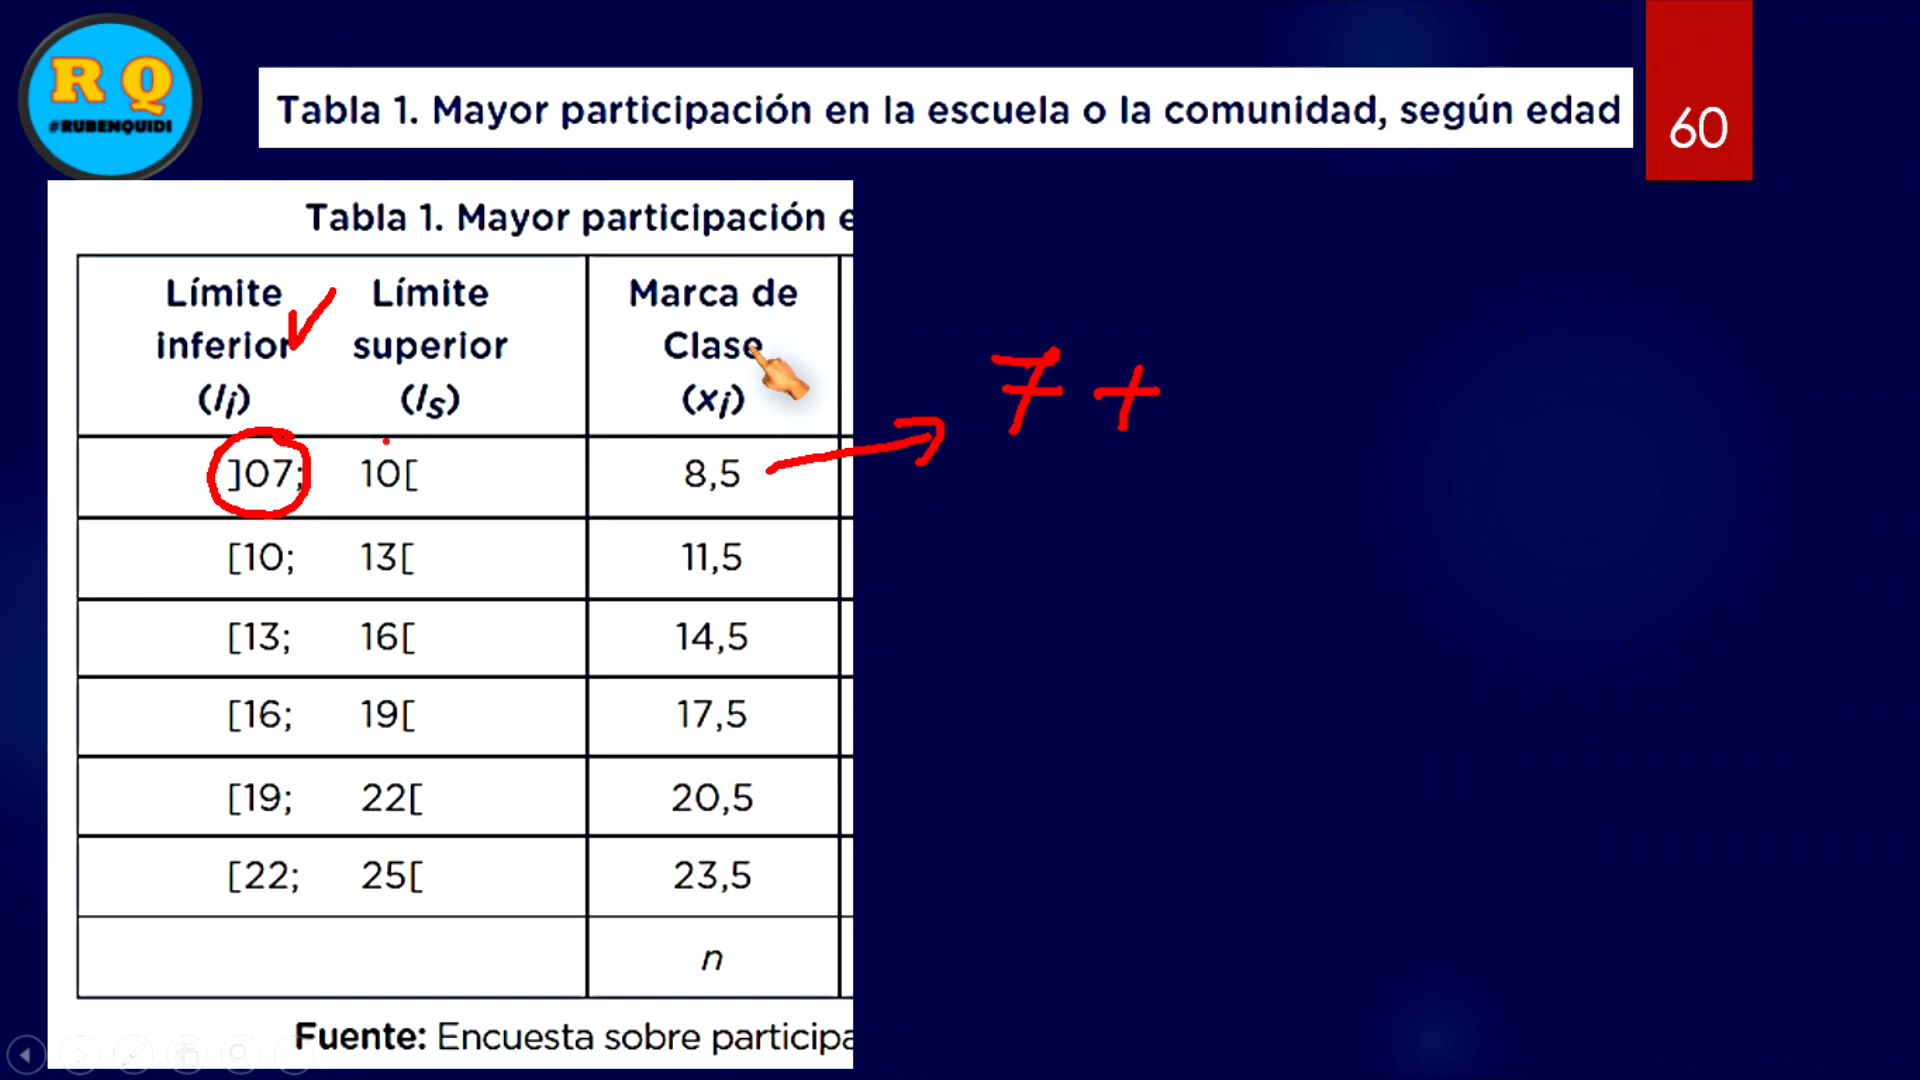 R Q
#RUBENQUIDI
Tabla 1. Mayor participación en la escuela o la comunidad, según edad
60
Tabla 1. Mayor participación e
Límite inferior (li) Límite superior (ls) Marca de Clase (xi)
]07; 10[ 8,5
7 +
[10; 13[ 11,5
[13; 16[ 14,5
[16; 19[ 17,5
[19; 22[ 20,5
[22; 25[ 23,5
n
Fuente: Encuesta sobre participa